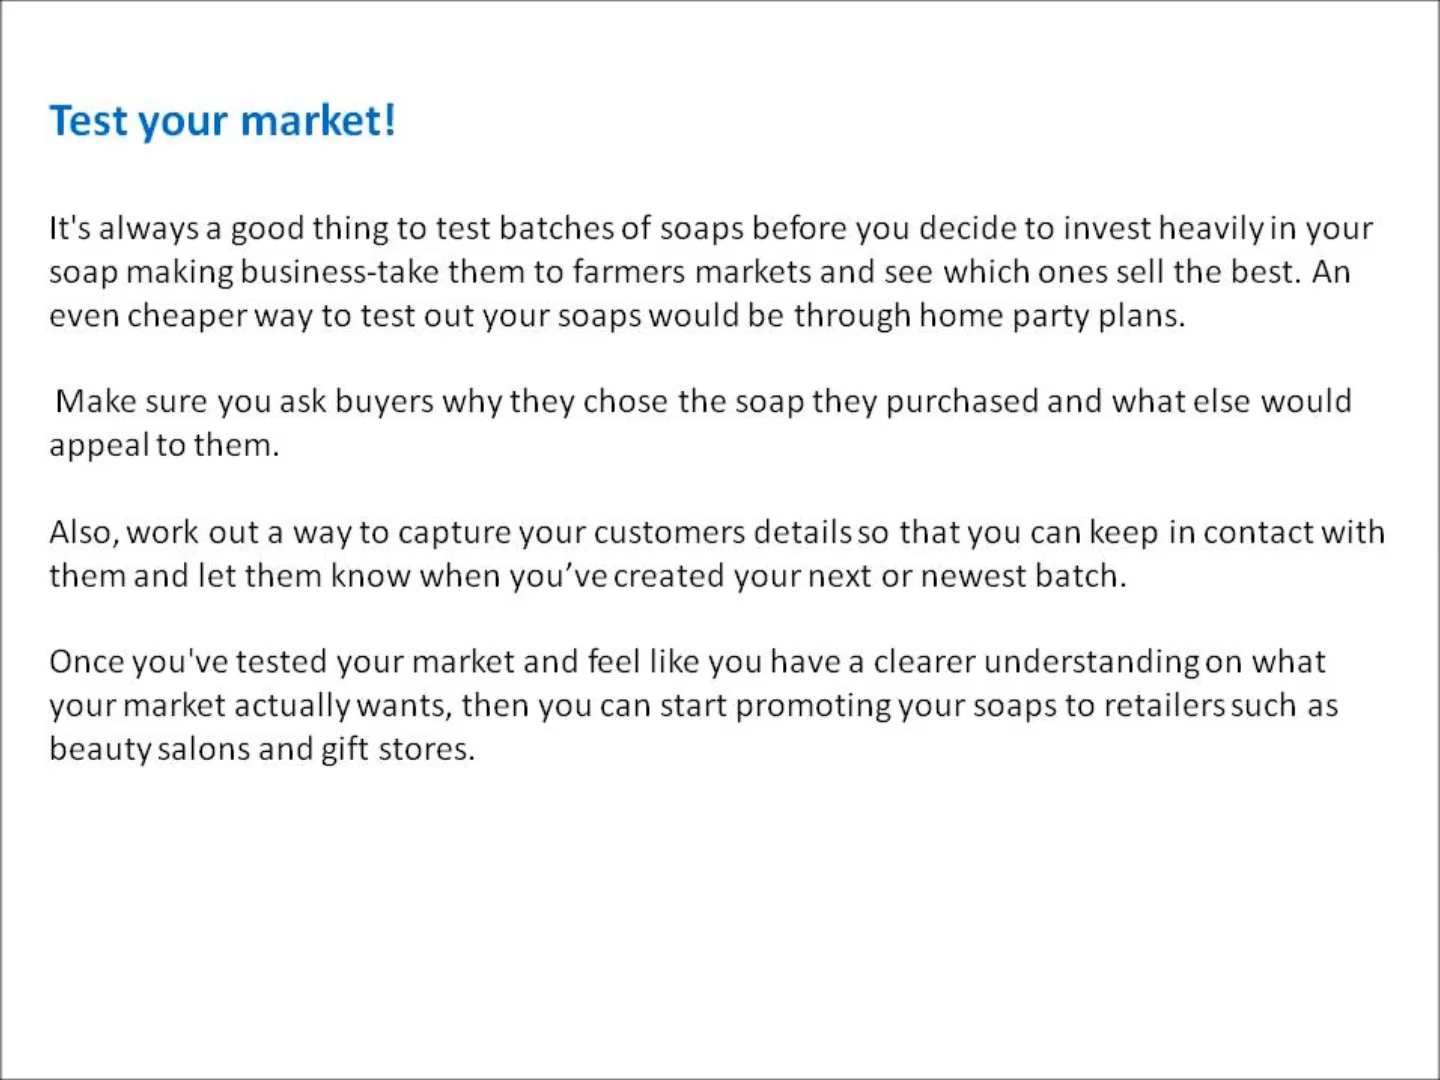 Test your market!
It's always a good thing to test batches of soaps before you decide to invest heavily in your
soap making business-take them to farmers markets and see which ones sell the best. An
even cheaper way to test out your soaps would be through home party plans.
Make sure you ask buyers why they chose the soap they purchased and what else would
appeal to them.
Also, work out a way to capture your customers details so that you can keep in contact with
them and let them know when you’ve created your next or newest batch.
Once you've tested your market and feel like you have a clearer understanding on what
your market actually wants, then you can start promoting your soaps to retailers such as
beauty salons and gift stores.